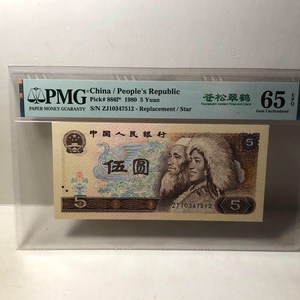 PMG China / People's Republic
PAPER MONEY GUARANTY Pick# 886f* 1980 5 Yuan
S/N ZJ10347512 - Replacement / Star
苍松翠鹤
65 EPQ
Gem Uncirculated
中国人民银行
5
伍圆
5
ZJ10347512